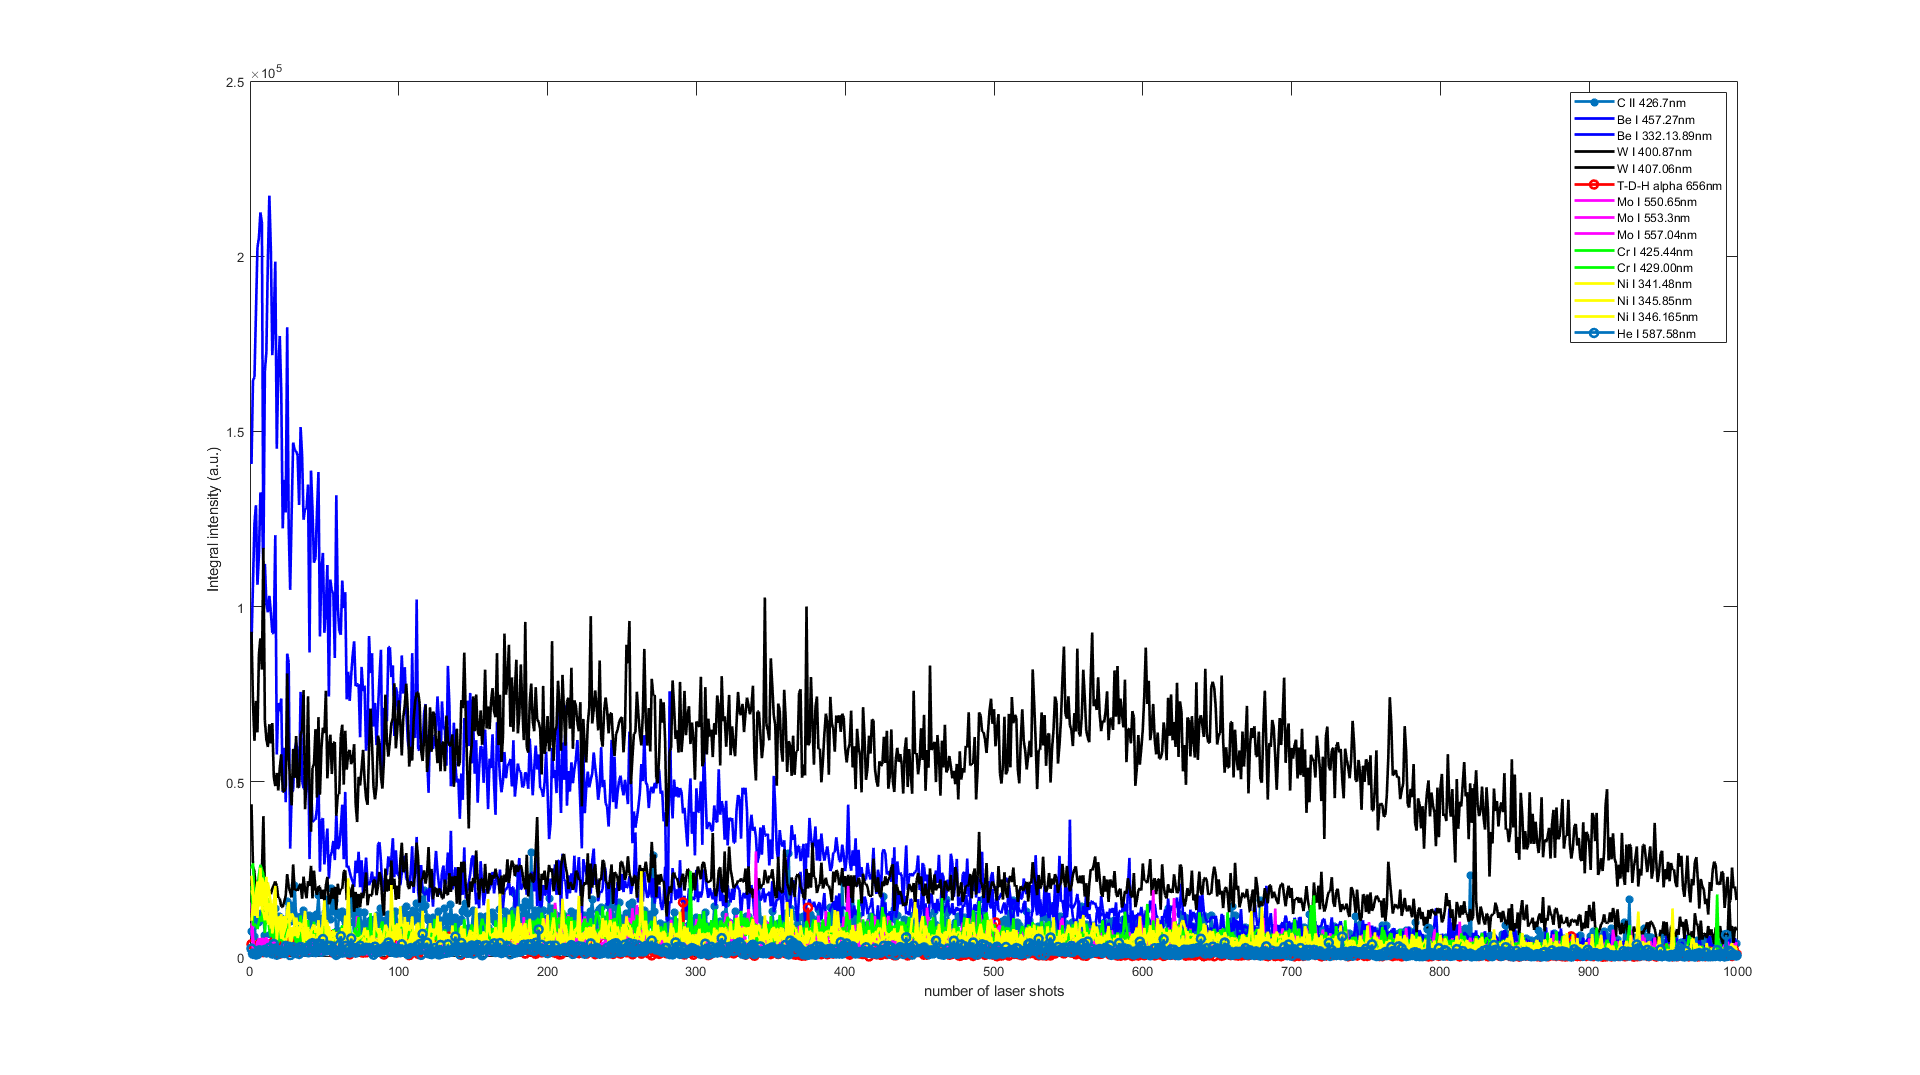 ×10^5
2.5
2
1.5
1
0.5
0
Integral intensity (a.u.)
0 100 200 300 400 500 600 700 800 900 1000
number of laser shots
C II 426.7nm
Be I 457.27nm
Be I 332.13.89nm
W I 400.87nm
W I 407.06nm
T-D-H alpha 656nm
Mo I 550.65nm
Mo I 553.3nm
Mo I 557.04nm
Cr I 425.44nm
Cr I 429.00nm
Ni I 341.48nm
Ni I 345.85nm
Ni I 346.165nm
He I 587.58nm